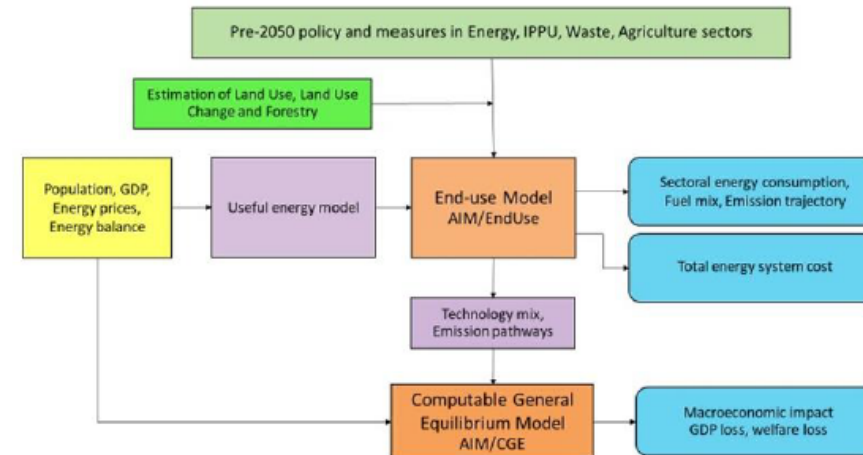 Pre-2050 policy and measures in Energy, IPPU, Waste, Agriculture sectors
Estimation of Land Use, Land Use
Change and Forestry
Population, GDP,
Energy prices,
Energy balance
Useful energy model
End-use Model
AIM/EndUse
Sectoral energy consumption,
Fuel mix, Emission trajectory
Total energy system cost
Technology mix,
Emission pathways
Computable General
Equilibrium Model
AIM/CGE
Macroeconomic impact
GDP loss, welfare loss